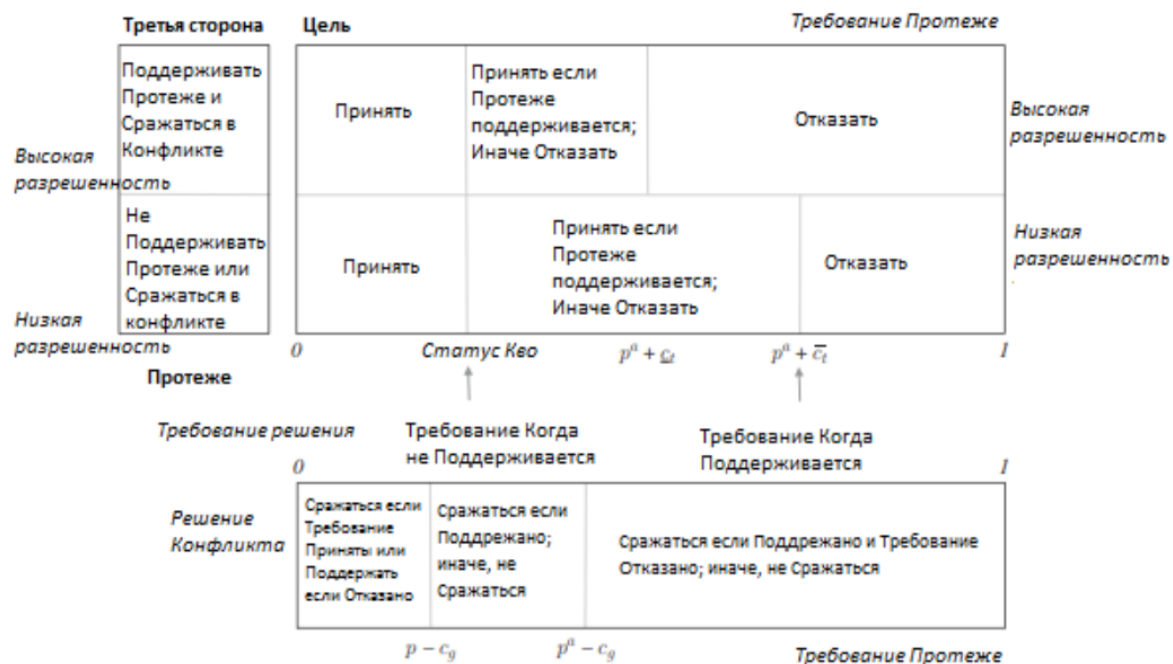 Третья сторона
Цель
Требование Протеже
Поддерживать
Протеже и
Сражаться в
Конфликте
Высокая
разрешенность
Принять
Принять если
Протеже
поддерживается;
Иначе Отказать
Отказать
Высокая
разрешенность
Не
Поддерживать
Протеже или
Сражаться в
конфликте
Низкая
разрешенность
Принять
Принять если
Протеже
поддерживается;
Иначе Отказать
Отказать
Низкая
разрешенность
0
Статус Кво
pᵃ + c̲ₜ
pᵃ + c̅ₜ
1
Протеже
Требование решения
Требование Когда
не Поддерживается
Требование Когда
Поддерживается
0
1
Решение
Конфликта
Сражаться если
Требование
Приняты или
Поддержать
если Отказано
Сражаться если
Поддрежано;
иначе, не
Сражаться
Сражаться если Поддрежано и Требование
Отказано; иначе, не Сражаться
p − c_g
pᵃ − c_g
Требование Протеже